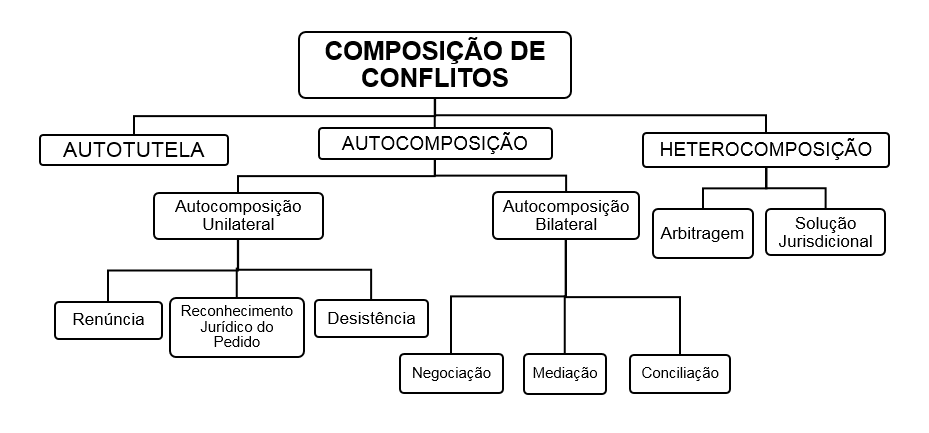 COMPOSIÇÃO DE
CONFLITOS
AUTOTUTELA
AUTOCOMPOSIÇÃO
HETEROCOMPOSIÇÃO
Autocomposição
Unilateral
Autocomposição
Bilateral
Arbitragem
Solução
Jurisdicional
Renúncia
Reconhecimento
Jurídico do
Pedido
Desistência
Negociação
Mediação
Conciliação